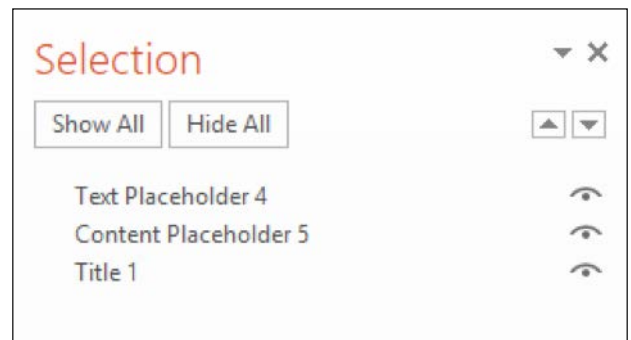 Selection
Show All Hide All
Text Placeholder 4
Content Placeholder 5
Title 1